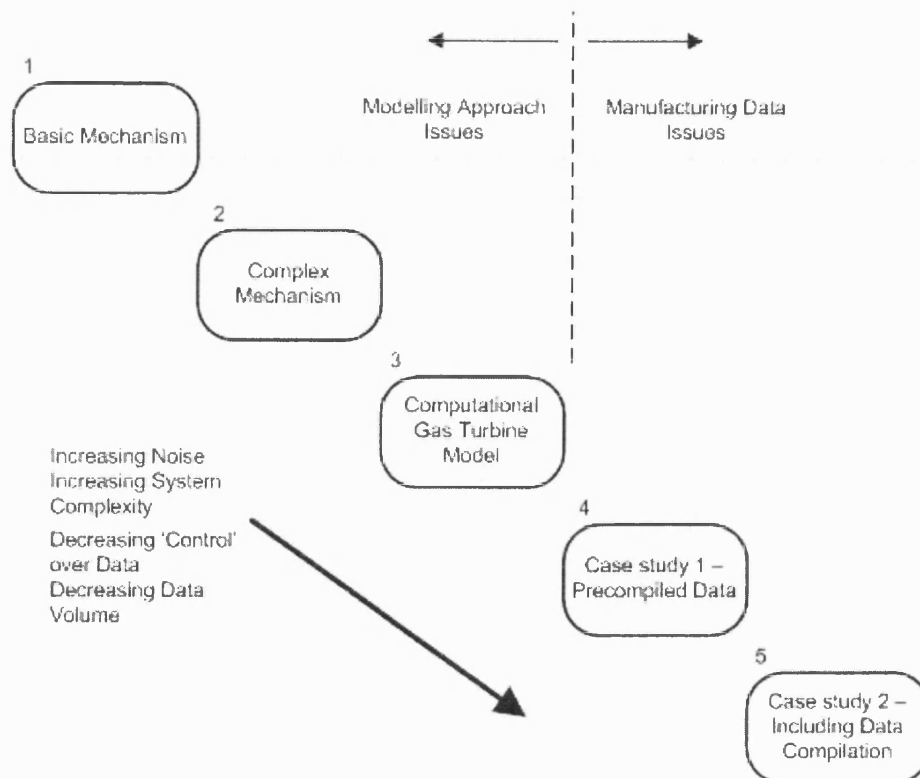 1
Basic Mechanism
Modelling Approach
Issues
Manufacturing Data
Issues
2
Complex
Mechanism
3
Computational
Gas Turbine
Model
Increasing Noise
Increasing System
Complexity
Decreasing 'Control'
over Data
Decreasing Data
Volume
4
Case study 1 –
Precompiled Data
5
Case study 2 –
Including Data
Compilation